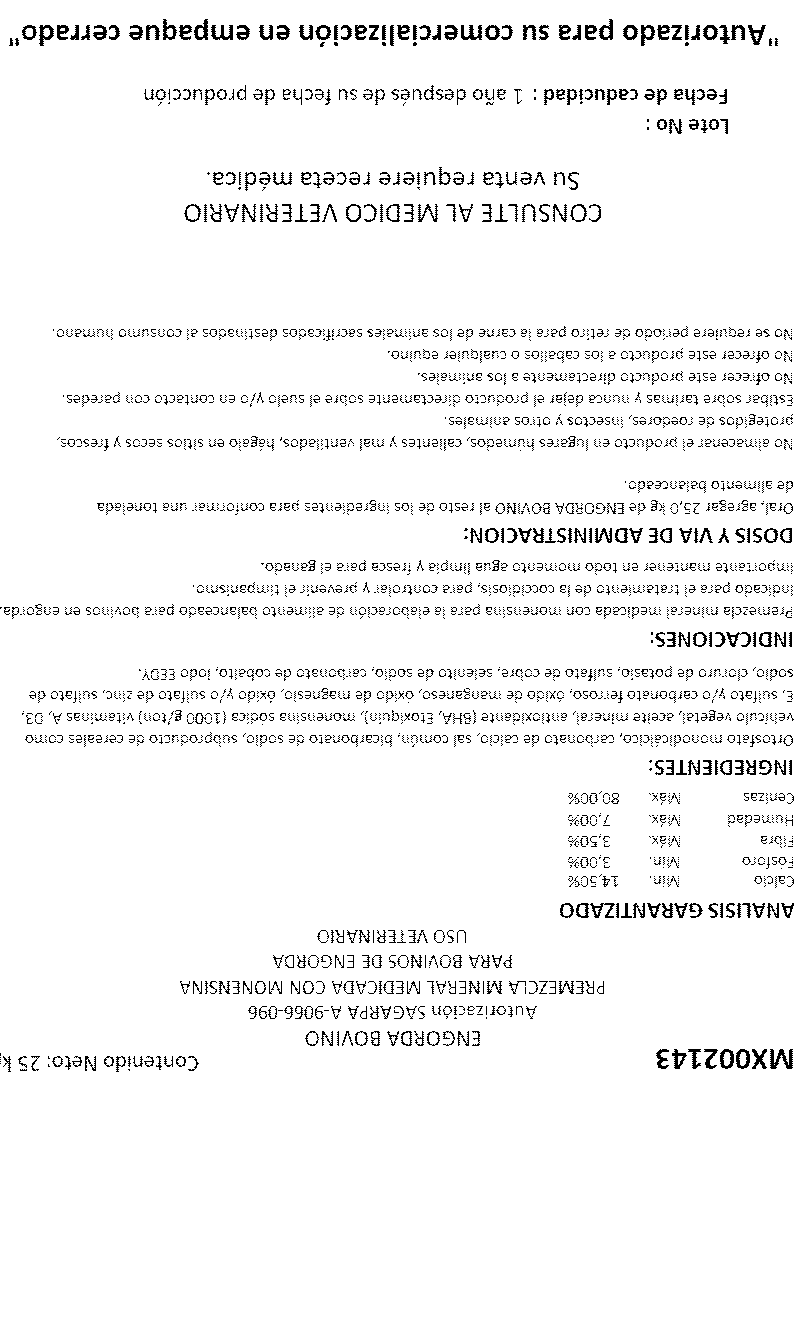 MX002143 Contenido Neto: 25 k
ENGORDA BOVINO
Autorización SAGARPA A-9066-096
PREMEZCLA MINERAL MEDICADA CON MONENSINA
PARA BOVINOS DE ENGORDA
USO VETERINARIO
ANALISIS GARANTIZADO
Calcio Min. 14,50%
Fósforo Min. 3,00%
Fibra Máx. 3,50%
Humedad Máx. 7,00%
Cenizas Máx. 80,00%
INGREDIENTES:
Ortosfato monodicálcico, carbonato de calcio, sal común, bicarbonato de sodio, subproducto de cereales como
vehículo vegetal, aceite mineral, antioxidante (BHA, Etoxiquin), monensina sódica (1000 g/ton) vitaminas A, D3,
E, sulfato y/o carbonato ferroso, óxido de manganeso, óxido de magnesio, óxido y/o sulfato de zinc, sulfato de
sodio, cloruro de potasio, sulfato de cobre, selenito de sodio, carbonato de cobalto, Iodo EEDY.
INDICACIONES:
Premezcla mineral medicada con monensina para la elaboración de alimento balanceado para bovinos en engorda.
Indicado para el tratamiento de la coccidiosis, para controlar y prevenir el timpanismo.
Importante mantener en todo momento agua limpia y fresca para el ganado.
DOSIS Y VIA DE ADMINISTRACION:
Oral, agregar 25,0 kg de ENGORDA BOVINO al resto de los ingredientes para conformar una tonelada
de alimento balanceado.
No almacenar el producto en lugares húmedos, calientes y mal ventilados, hágalo en sitios secos y frescos,
protegidos de roedores, insectos y otros animales.
Estibar sobre tarimas y nunca dejar el producto directamente sobre el suelo y/o en contacto con paredes.
No ofrecer este producto directamente a los animales.
No ofrecer este producto a los caballos o cualquier equino.
No se requiere período de retiro para la carne de los animales sacrificados destinados al consumo humano.
CONSULTE AL MEDICO VETERINARIO
Su venta requiere receta médica.
Lote No :
Fecha de caducidad : 1 año después de su fecha de producción
"Autorizado para su comercialización en empaque cerrado"